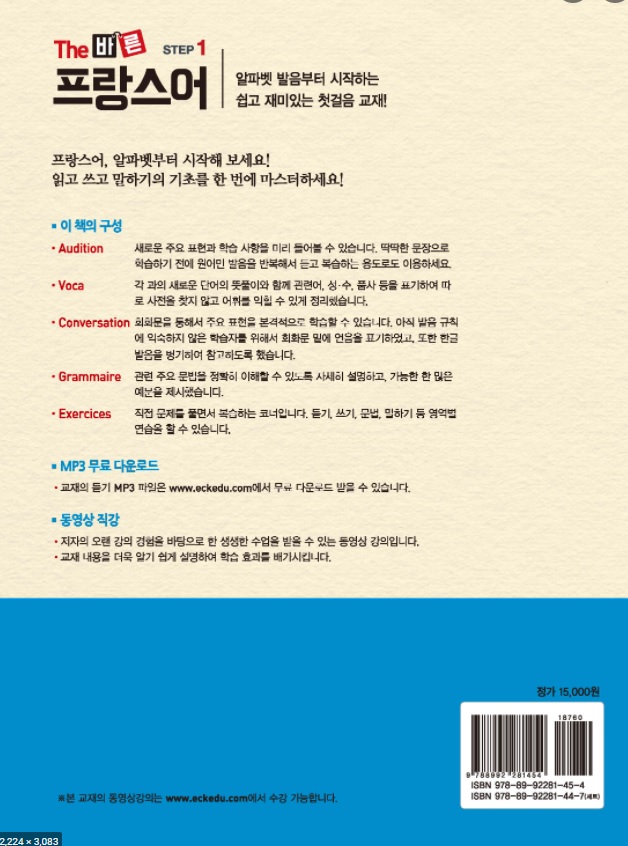 The 바른 STEP 1
프랑스어
알파벳 발음부터 시작하는
쉽고 재미있는 첫걸음 교재!
프랑스어, 알파벳부터 시작해 보세요!
읽고 쓰고 말하기의 기초를 한 번에 마스터하세요!
▪ 이 책의 구성
• Audition 새로운 주요 표현과 학습 사항을 미리 들어볼 수 있습니다. 딱딱한 문장으로
학습하기 전에 원어민 발음을 반복해서 듣고 복습하는 용도로도 이용하세요.
• Voca 각 과의 새로운 단어의 뜻풀이와 함께 관련어, 성·수, 품사 등을 표기하여 따
로 사전을 찾지 않고 어휘를 익힐 수 있게 정리했습니다.
• Conversation 회화문을 통해서 주요 표현을 본격적으로 학습할 수 있습니다. 아직 발음 규칙
에 익숙하지 않은 학습자를 위해서 회화문 밑에 연음을 표기하였고, 또한 한글
발음을 병기하여 참고하도록 했습니다.
• Grammaire 관련 주요 문법을 정확히 이해할 수 있도록 자세히 설명하고, 가능한 한 많은
예문을 제시했습니다.
• Exercices 직접 문제를 풀면서 복습하는 코너입니다. 듣기, 쓰기, 문법, 말하기 등 영역별
연습을 할 수 있습니다.
▪ MP3 무료 다운로드
• 교재의 듣기 MP3 파일은 www.eckedu.com에서 무료 다운로드 받을 수 있습니다.
▪ 동영상 직강
• 저자의 오랜 강의 경험을 바탕으로 한 생생한 수업을 받을 수 있는 동영상 강의입니다.
• 교재 내용을 더욱 알기 쉽게 설명하여 학습 효과를 배가시킵니다.
정가 15,000원
18760
9 788992 281454
ISBN 978-89-92281-45-4
ISBN 978-89-92281-44-7(세트)
※본 교재의 동영상강의는 www.eckedu.com에서 수강 가능합니다.
2,224 × 3,083